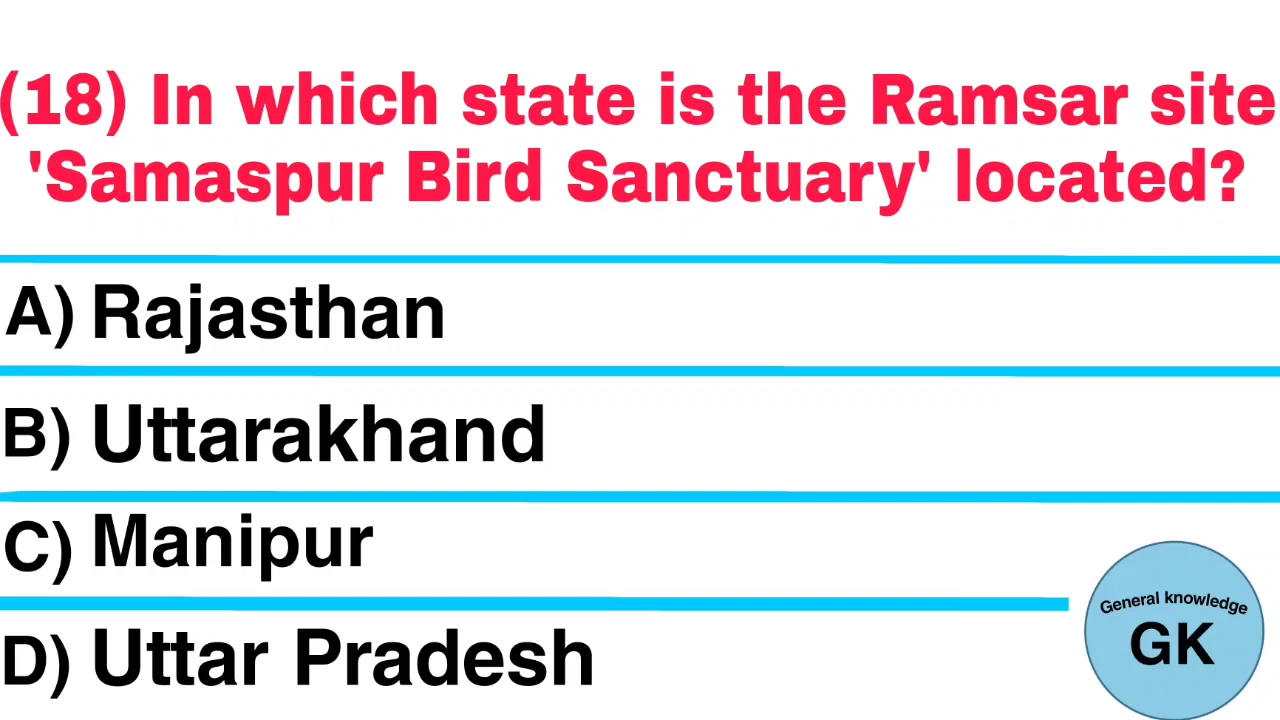 (18) In which state is the Ramsar site
'Samaspur Bird Sanctuary' located?
A) Rajasthan
B) Uttarakhand
C) Manipur
D) Uttar Pradesh
General knowledge
GK